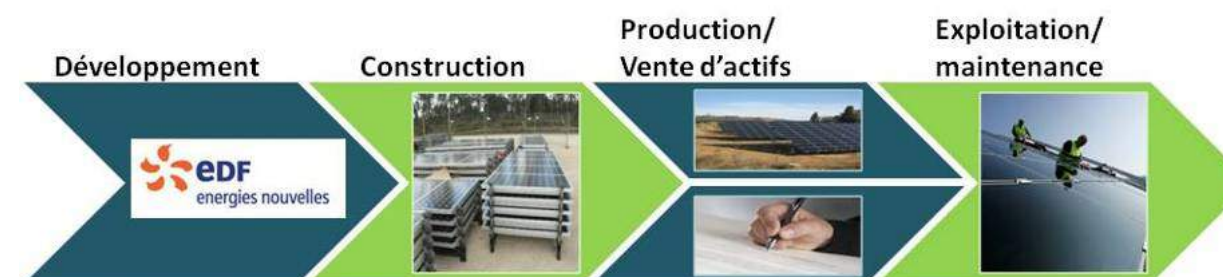 Développement
Construction
Production/
Vente d’actifs
Exploitation/
maintenance
eDF
energies nouvelles